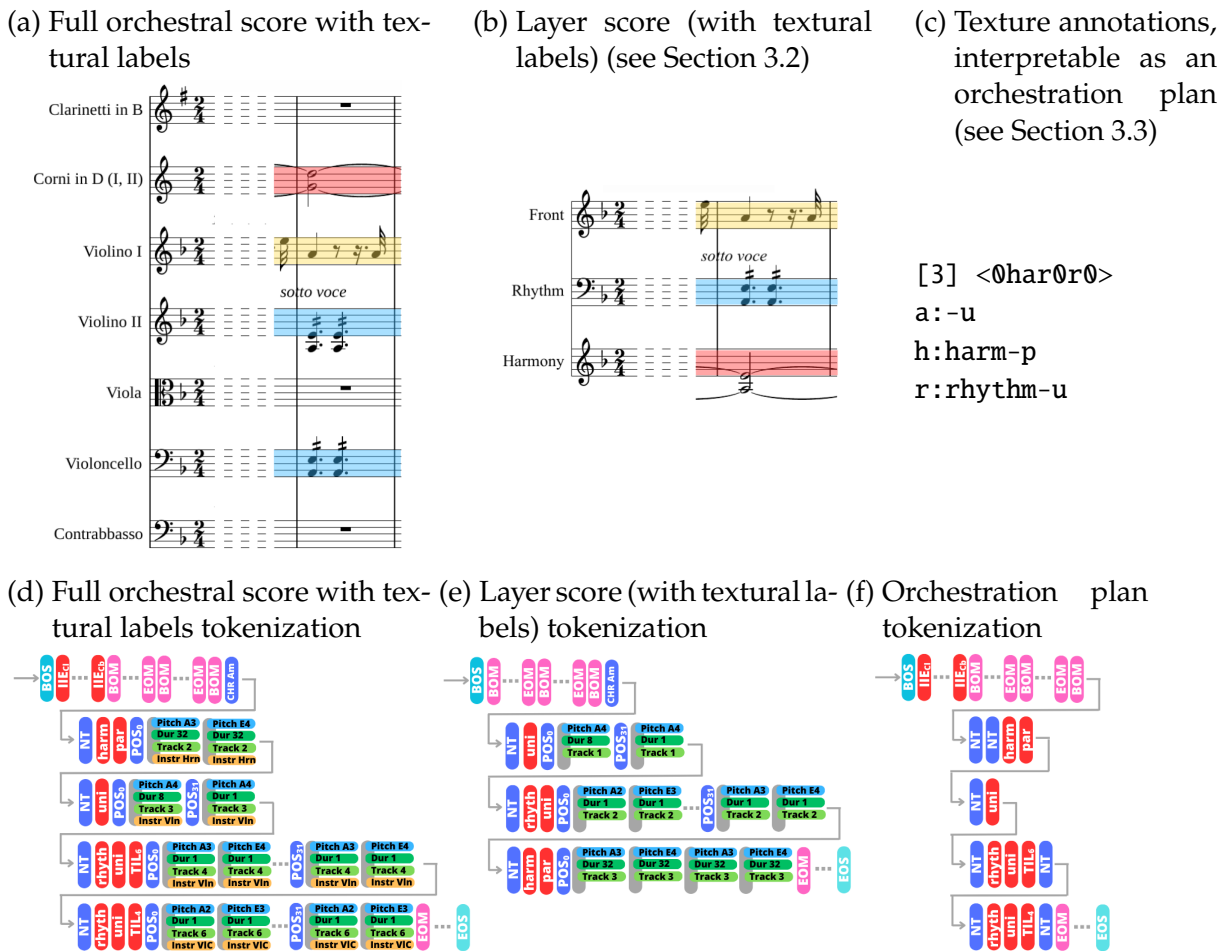 (a) Full orchestral score with tex-
tural labels
(b) Layer score (with textural
labels) (see Section 3.2)
(c) Texture annotations,
interpretable as an
orchestration plan
(see Section 3.3)
Clarinetti in B
Corni in D (I, II)
Violino I
sotto voce
Violino II
Viola
Violoncello
Contrabbasso
Front
sotto voce
Rhythm
Harmony
[3] <0har0r0>
a:-u
h:harm-p
r:rhythm-u
(d) Full orchestral score with tex-
tural labels tokenization
(e) Layer score (with textural la-
bels) tokenization
(f) Orchestration plan
tokenization
BOS IIECl IIECb BOM EOM BOM EOM BOM CHR Am
NT harm par POS0 Pitch A3 Dur 32 Track 2 Instr Hrn Pitch E4 Dur 32 Track 2 Instr Hrn
NT uni POS0 Pitch A4 Dur 8 Track 3 Instr Vln POS31 Pitch A4 Dur 1 Track 3 Instr Vln
NT rhyth uni TIL6 POS0 Pitch A3 Dur 1 Track 4 Instr Vln Pitch E4 Dur 1 Track 4 Instr Vln POS31 Pitch A3 Dur 1 Track 4 Instr Vln Pitch E4 Dur 1 Track 4 Instr Vln
NT rhyth uni TIL4 POS0 Pitch A2 Dur 1 Track 6 Instr VlC Pitch E3 Dur 1 Track 6 Instr VlC POS31 Pitch A2 Dur 1 Track 6 Instr VlC Pitch E3 Dur 1 Track 6 Instr VlC EOM EOS
BOS BOM EOM BOM EOM BOM CHR Am
NT uni POS0 Pitch A4 Dur 8 Track 1 POS31 Pitch A4 Dur 1 Track 1
NT rhyth uni POS0 Pitch A2 Dur 1 Track 2 Pitch E3 Dur 1 Track 2 POS31 Pitch A3 Dur 1 Track 2 Pitch E4 Dur 1 Track 2
NT harm par POS0 Pitch A3 Dur 32 Track 3 Pitch E4 Dur 32 Track 3 Pitch A3 Dur 32 Track 3 Pitch E4 Dur 32 Track 3 EOM EOS
BOS IIECl IIECb BOM EOM BOM EOM BOM
NT NT harm par
NT uni
NT rhyth uni TIL6 NT
NT rhyth uni TIL4 NT EOM EOS